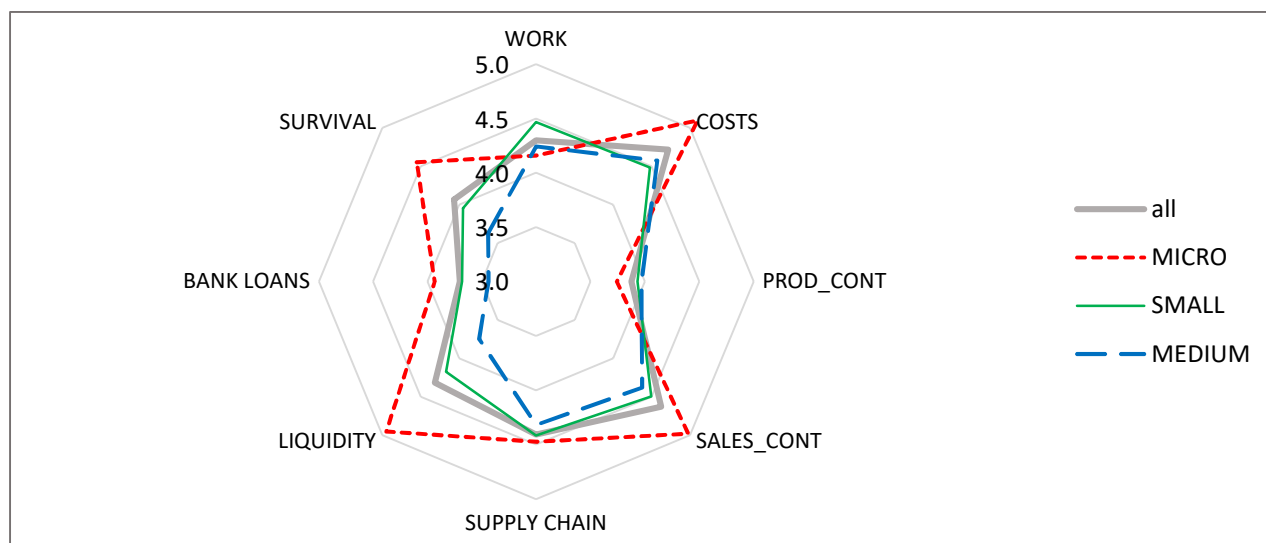 WORK
5.0
4.5
4.0
3.5
3.0
SURVIVAL
COSTS
BANK LOANS
PROD_CONT
LIQUIDITY
SALES_CONT
SUPPLY CHAIN
all
MICRO
SMALL
MEDIUM